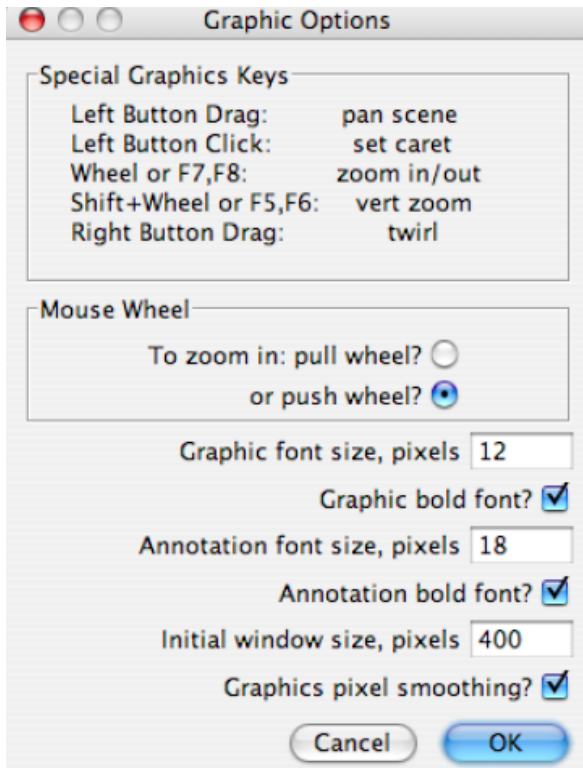 Graphic Options
Special Graphics Keys
Left Button Drag: pan scene
Left Button Click: set caret
Wheel or F7,F8: zoom in/out
Shift+Wheel or F5,F6: vert zoom
Right Button Drag: twirl
Mouse Wheel
To zoom in: pull wheel?
or push wheel?
Graphic font size, pixels 12
Graphic bold font?
Annotation font size, pixels 18
Annotation bold font?
Initial window size, pixels 400
Graphics pixel smoothing?
Cancel OK